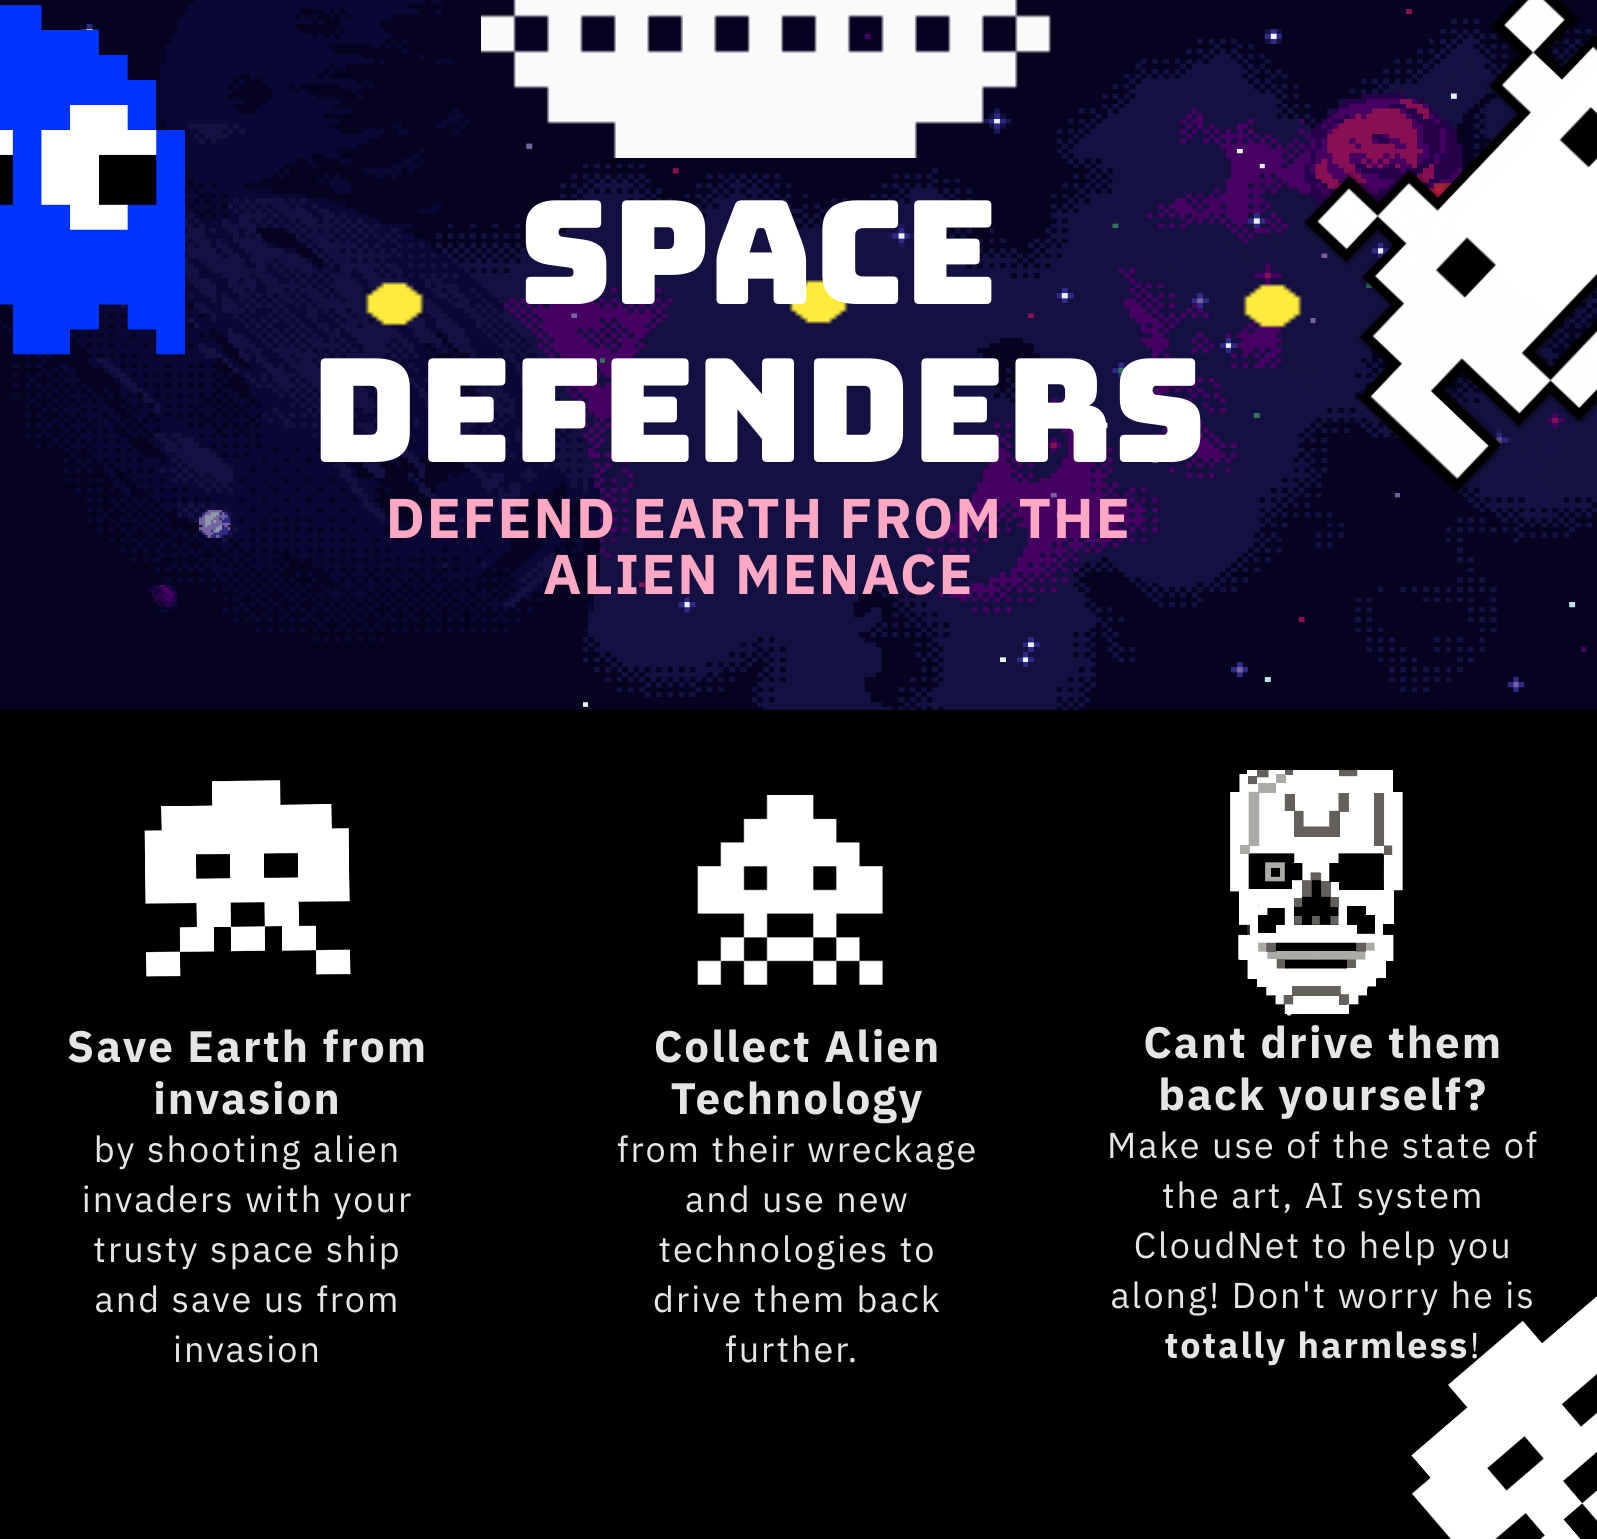 SPACE
DEFENDERS
DEFEND EARTH FROM THE
ALIEN MENACE
Save Earth from
invasion
by shooting alien
invaders with your
trusty space ship
and save us from
invasion
Collect Alien
Technology
from their wreckage
and use new
technologies to
drive them back
further.
Cant drive them
back yourself?
Make use of the state of
the art, AI system
CloudNet to help you
along! Don't worry he is
totally harmless!